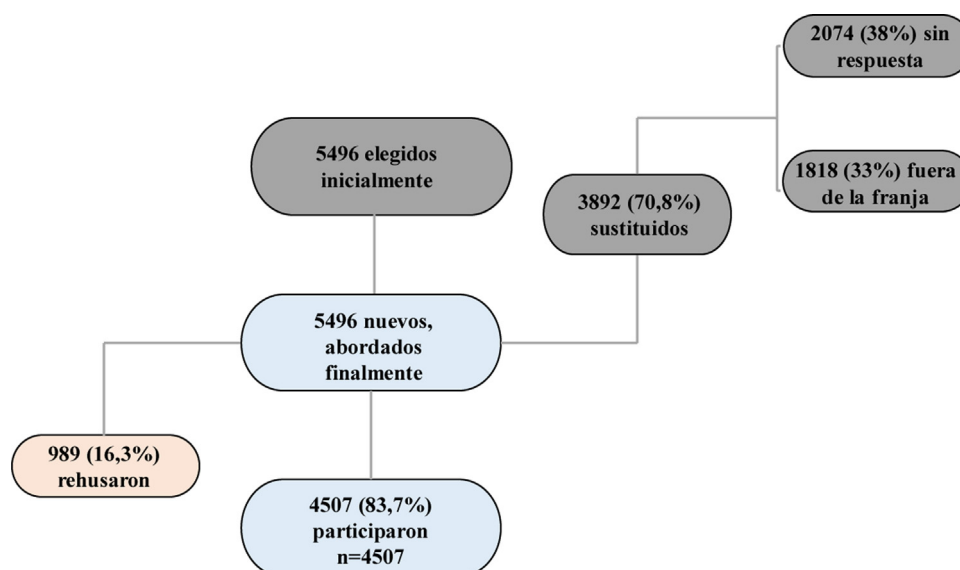 2074 (38%) sin
respuesta
5496 elegidos
inicialmente
1818 (33%) fuera
de la franja
3892 (70,8%)
sustituidos
5496 nuevos,
abordados
finalmente
989 (16,3%)
rehusaron
4507 (83,7%)
participaron
n=4507